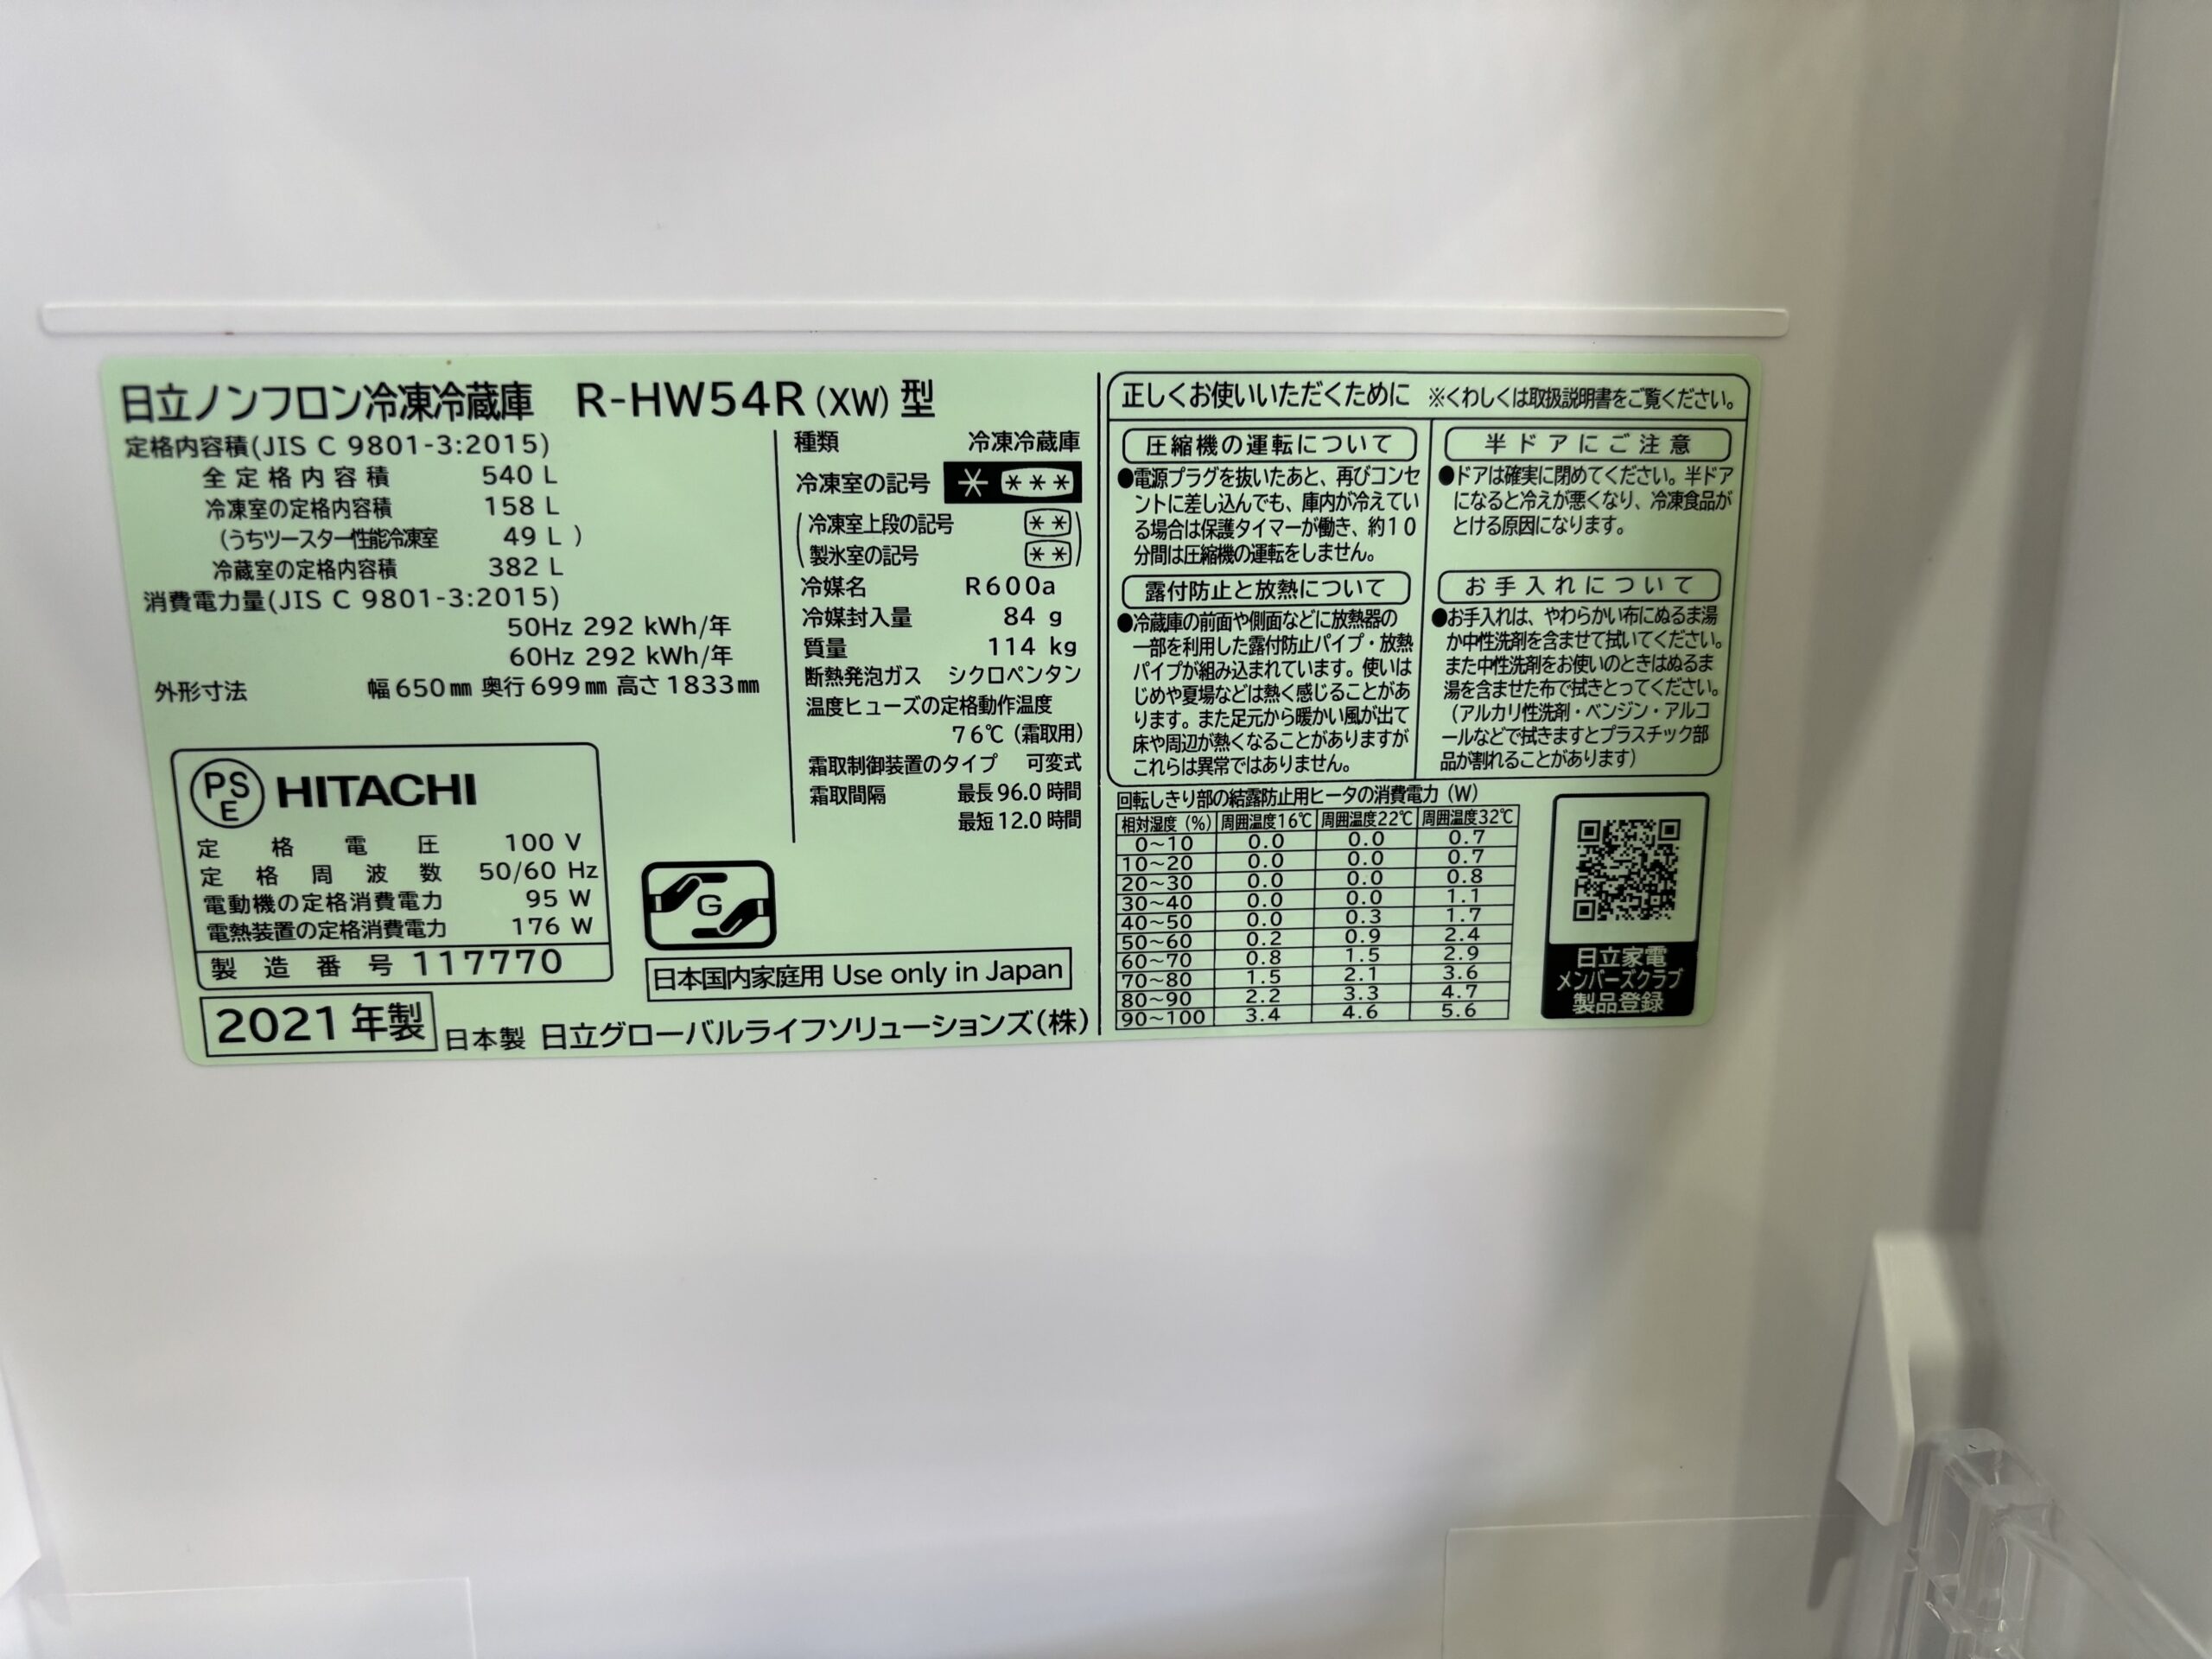 日立ノンフロン冷凍冷蔵庫 R-HW54R (XW) 型
定格内容積(JIS C 9801-3:2015)
全定格内容積 540 L
冷凍室の定格内容積 158 L
(うちツースター性能冷凍室 49 L )
冷蔵室の定格内容積 382 L
消費電力量(JIS C 9801-3:2015)
50Hz 292 kWh/年
60Hz 292 kWh/年
外形寸法 幅650㎜ 奥行699㎜ 高さ1833㎜
PSE HITACHI
定格電圧 100 V
定格周波数 50/60 Hz
電動機の定格消費電力 95 W
電熱装置の定格消費電力 176 W
製造番号 117770
2021年製
日本製 日立グローバルライフソリューションズ(株)
種類 冷凍冷蔵庫
冷凍室の記号 * ***
(冷凍室上段の記号 **)
(製氷室の記号 **)
冷媒名 R600a
冷媒封入量 84 g
質量 114 kg
断熱発泡ガス シクロペンタン
温度ヒューズの定格動作温度
76℃(霜取用)
霜取制御装置のタイプ 可変式
霜取間隔 最長96.0時間
最短12.0時間
G
日本国内家庭用 Use only in Japan
正しくお使いいただくために ※くわしくは取扱説明書をご覧ください。
圧縮機の運転について
●電源プラグを抜いたあと、再びコンセ
ントに差し込んでも、庫内が冷えてい
る場合は保護タイマーが働き、約10
分間は圧縮機の運転をしません。
露付防止と放熱について
●冷蔵庫の前面や側面などに放熱器の
一部を利用した露付防止パイプ・放熱
パイプが組み込まれています。使いは
じめや夏場などは熱く感じることがあ
ります。また足元から暖かい風が出て
床や周辺が熱くなることがありますが
これらは異常ではありません。
半ドアにご注意
●ドアは確実に閉めてください。半ドア
になると冷えが悪くなり、冷凍食品が
とける原因になります。
お手入れについて
●お手入れは、やわらかい布にぬるま湯
か中性洗剤を含ませて拭いてください。
また中性洗剤をお使いのときはぬるま
湯を含ませた布で拭きとってください。
(アルカリ性洗剤・ベンジン・アルコ
ールなどで拭きますとプラスチック部
品が割れることがあります)
回転しきり部の結露防止用ヒータの消費電力(W)
相対湿度(%) 周囲温度16℃ 周囲温度22℃ 周囲温度32℃
0~10 0.0 0.0 0.7
10~20 0.0 0.0 0.7
20~30 0.0 0.0 0.8
30~40 0.0 0.0 1.1
40~50 0.0 0.3 1.7
50~60 0.2 0.9 2.4
60~70 0.8 1.5 2.9
70~80 1.5 2.1 3.6
80~90 2.2 3.3 4.7
90~100 3.4 4.6 5.6
日立家電
メンバーズクラブ
製品登録